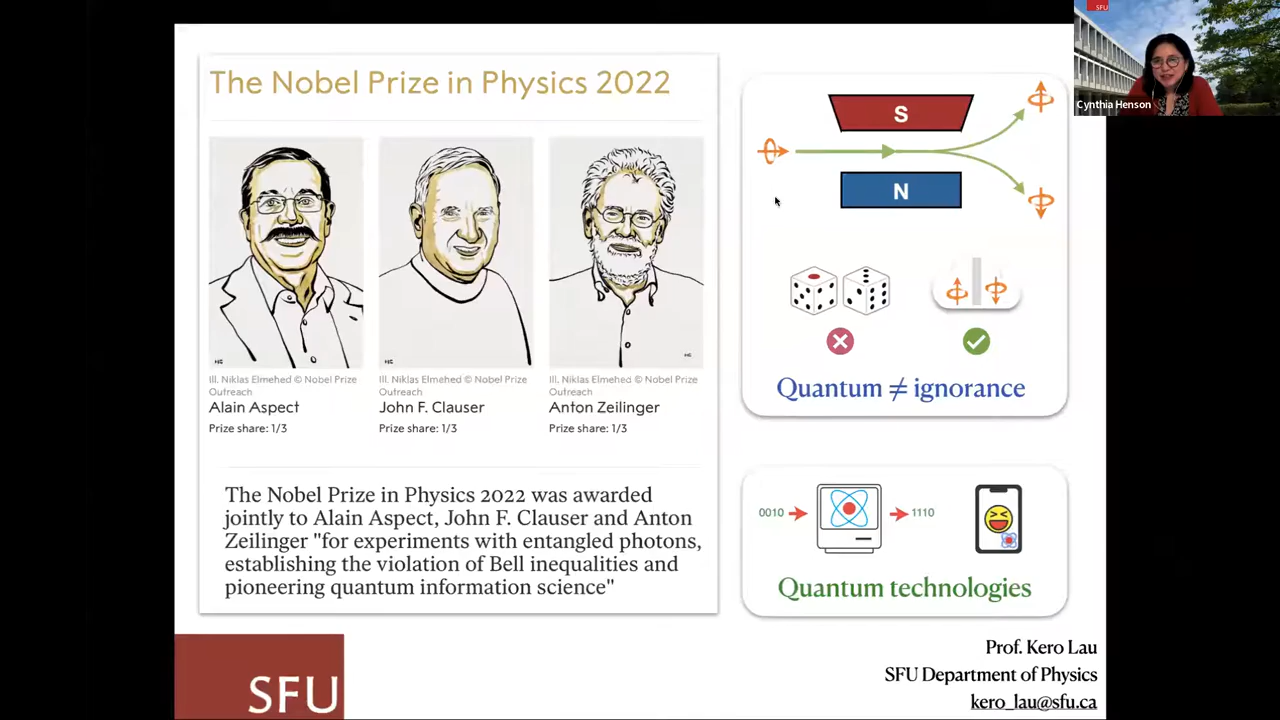 The Nobel Prize in Physics 2022
Ill. Niklas Elmehed © Nobel Prize
Outreach
Alain Aspect
Prize share: 1/3
Ill. Niklas Elmehed © Nobel Prize
Outreach
John F. Clauser
Prize share: 1/3
Ill. Niklas Elmehed © Nobel Prize
Outreach
Anton Zeilinger
Prize share: 1/3
The Nobel Prize in Physics 2022 was awarded
jointly to Alain Aspect, John F. Clauser and Anton
Zeilinger "for experiments with entangled photons,
establishing the violation of Bell inequalities and
pioneering quantum information science"
SFU
S
N
Quantum ≠ ignorance
0010
1110
Quantum technologies
Prof. Kero Lau
SFU Department of Physics
kero_lau@sfu.ca
SFU
Cynthia Henson